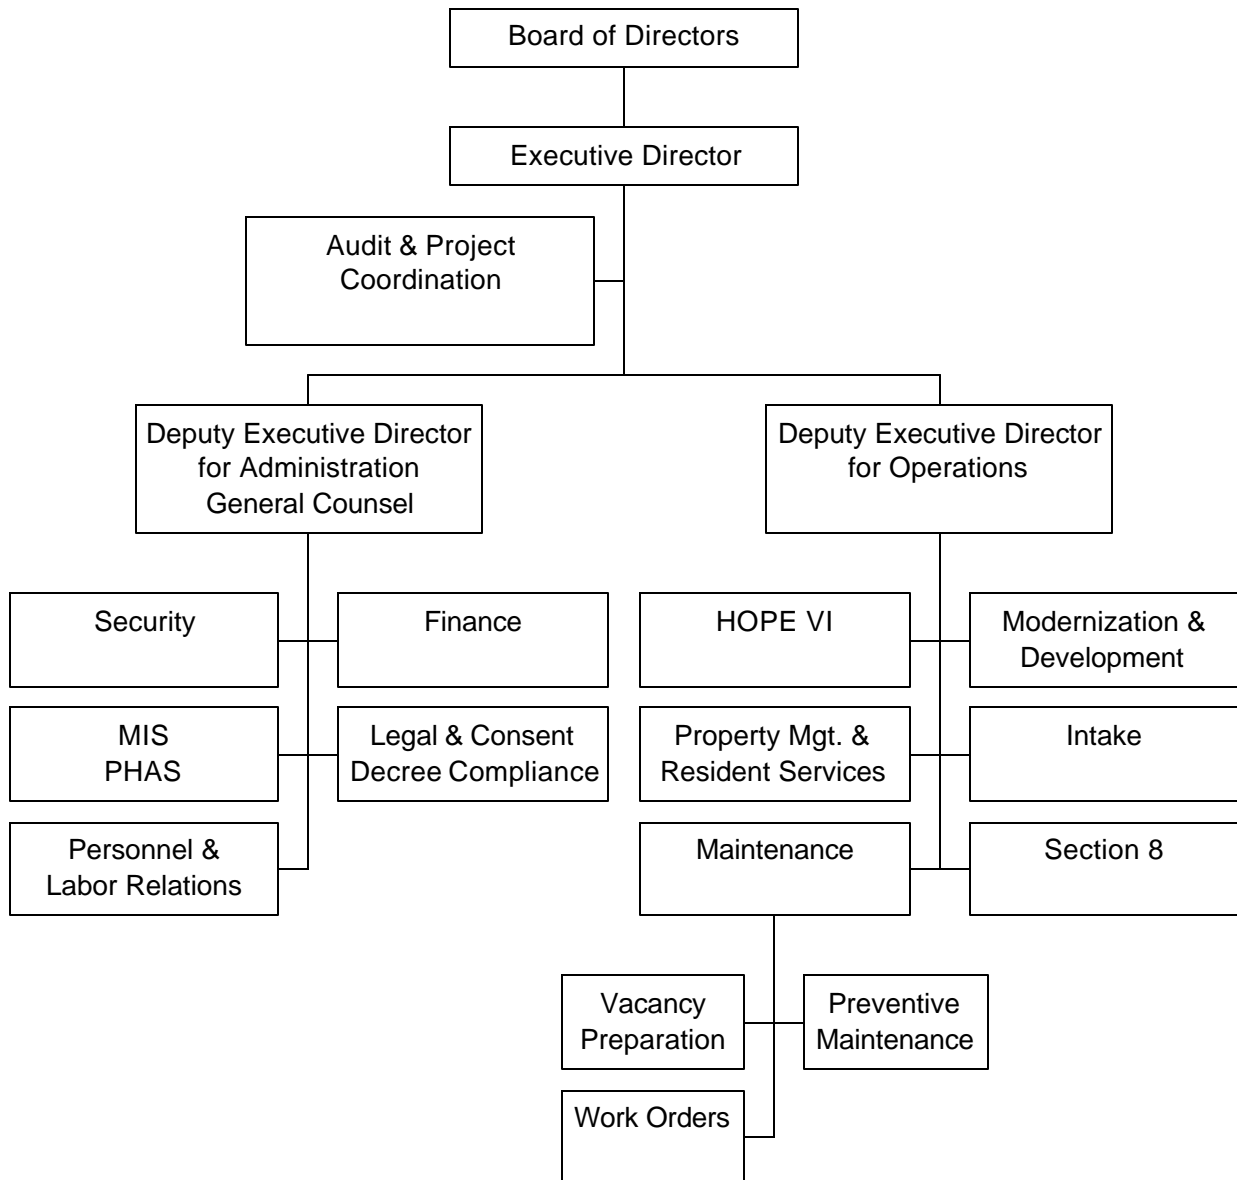 Board of Directors
Executive Director
Audit & Project
Coordination
Deputy Executive Director
for Administration
General Counsel
Deputy Executive Director
for Operations
Security
Finance
HOPE VI
Modernization &
Development
MIS
PHAS
Legal & Consent
Decree Compliance
Property Mgt. &
Resident Services
Intake
Personnel &
Labor Relations
Maintenance
Section 8
Vacancy
Preparation
Preventive
Maintenance
Work Orders